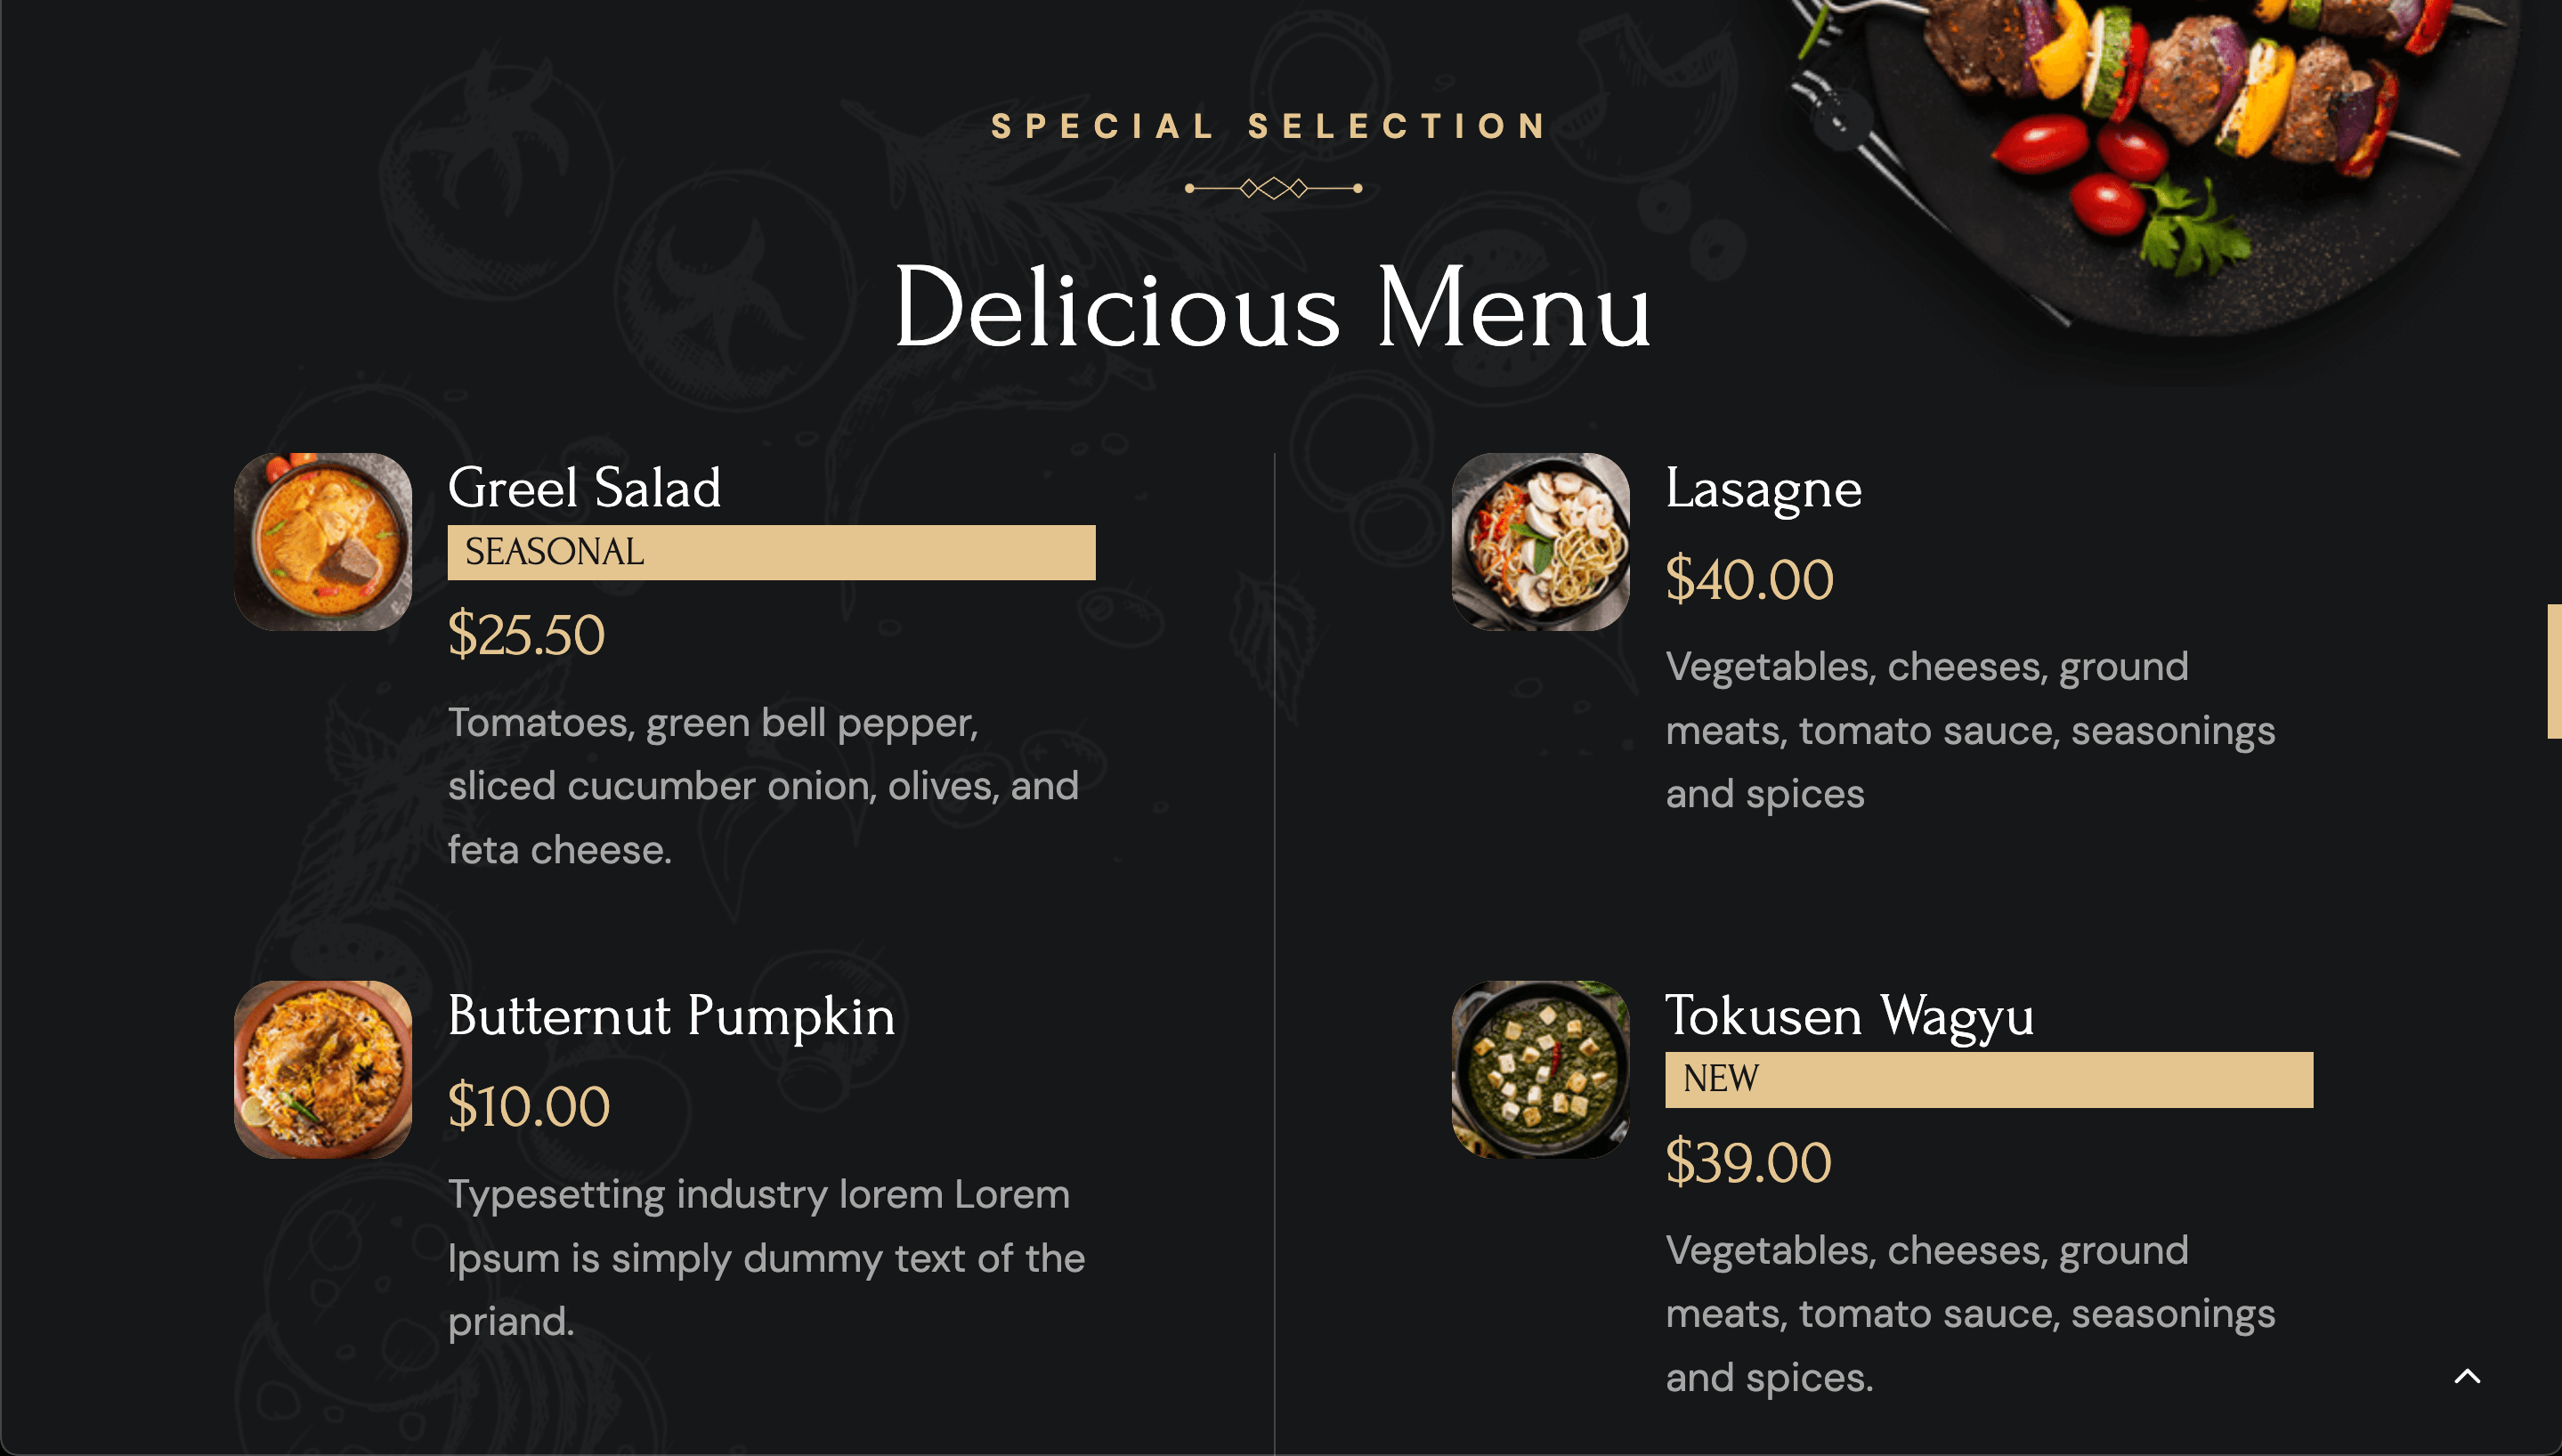 SPECIAL SELECTION
Delicious Menu
Greel Salad
SEASONAL
$25.50
Tomatoes, green bell pepper,
sliced cucumber onion, olives, and
feta cheese.
Lasagne
$40.00
Vegetables, cheeses, ground
meats, tomato sauce, seasonings
and spices
Butternut Pumpkin
$10.00
Typesetting industry lorem Lorem
Ipsum is simply dummy text of the
priand.
Tokusen Wagyu
NEW
$39.00
Vegetables, cheeses, ground
meats, tomato sauce, seasonings
and spices.